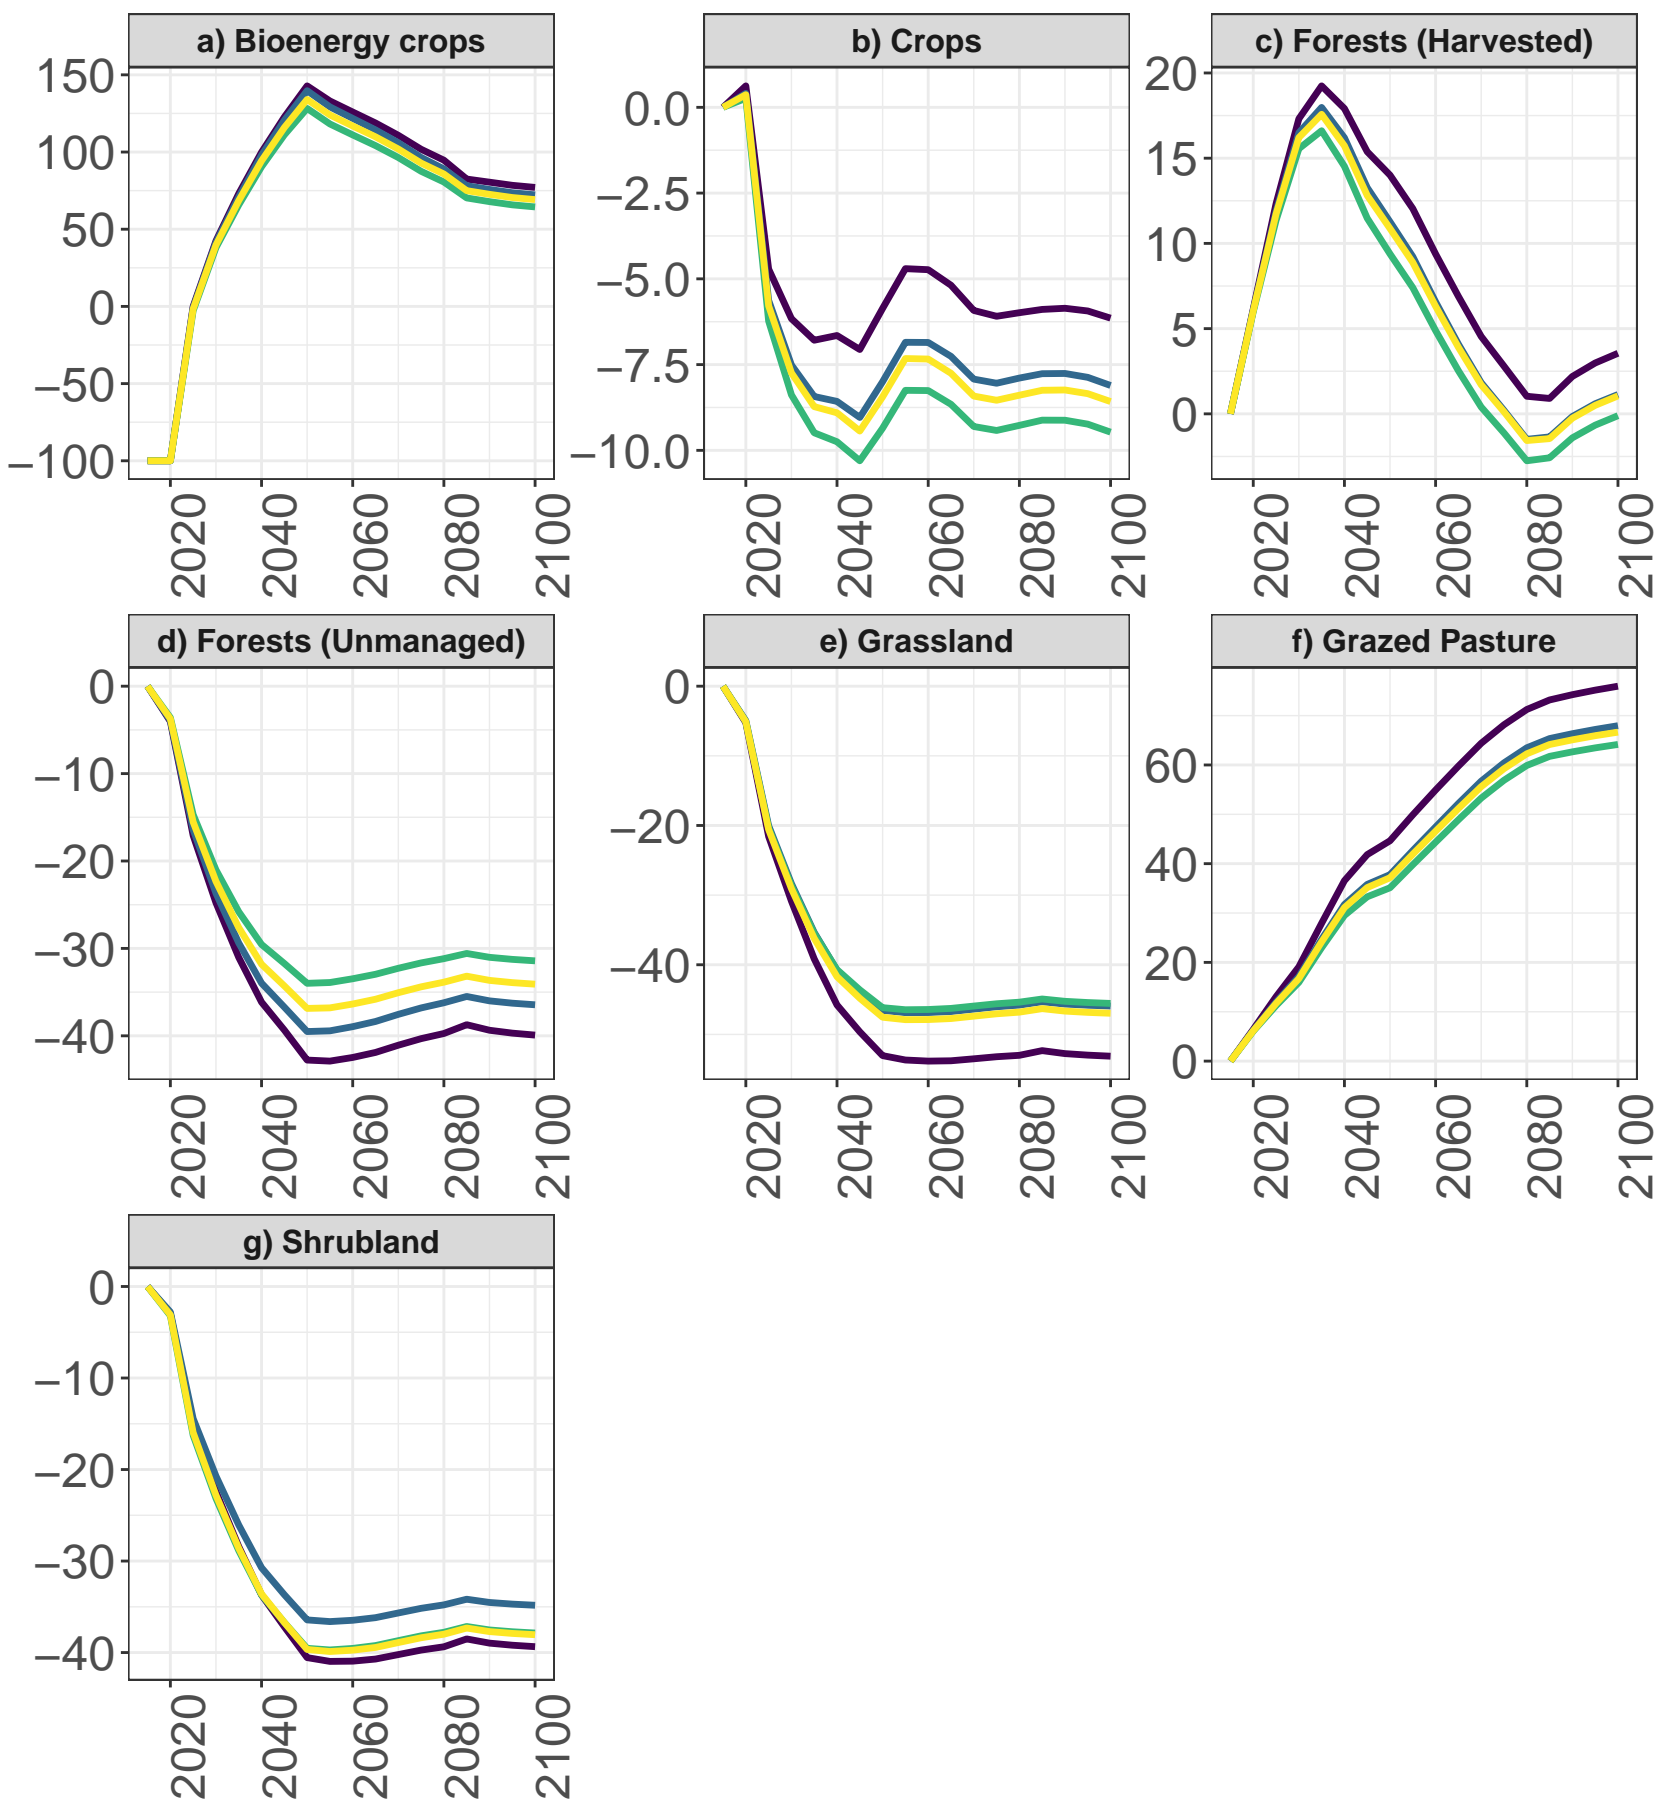 a) Bioenergy crops
150
100
50
0
−50
−100
2020 2040 2060 2080 2100
b) Crops
0.0
−2.5
−5.0
−7.5
−10.0
2020 2040 2060 2080 2100
c) Forests (Harvested)
20
15
10
5
0
2020 2040 2060 2080 2100
d) Forests (Unmanaged)
0
−10
−20
−30
−40
2020 2040 2060 2080 2100
e) Grassland
0
−20
−40
2020 2040 2060 2080 2100
f) Grazed Pasture
60
40
20
0
2020 2040 2060 2080 2100
g) Shrubland
0
−10
−20
−30
−40
2020 2040 2060 2080 2100